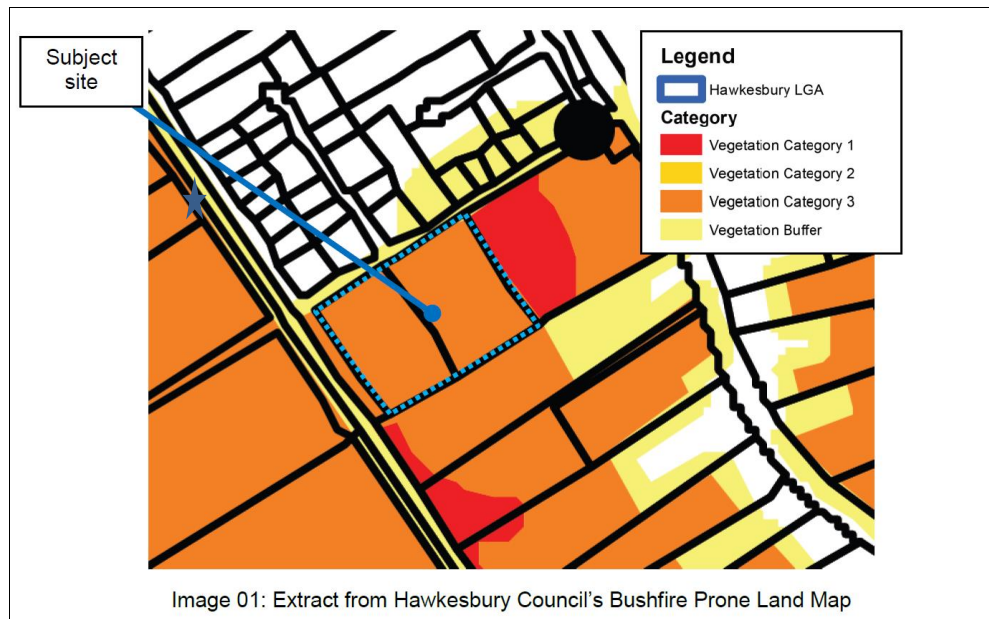 Subject
site
Legend
Hawkesbury LGA
Category
Vegetation Category 1
Vegetation Category 2
Vegetation Category 3
Vegetation Buffer
Image 01: Extract from Hawkesbury Council's Bushfire Prone Land Map